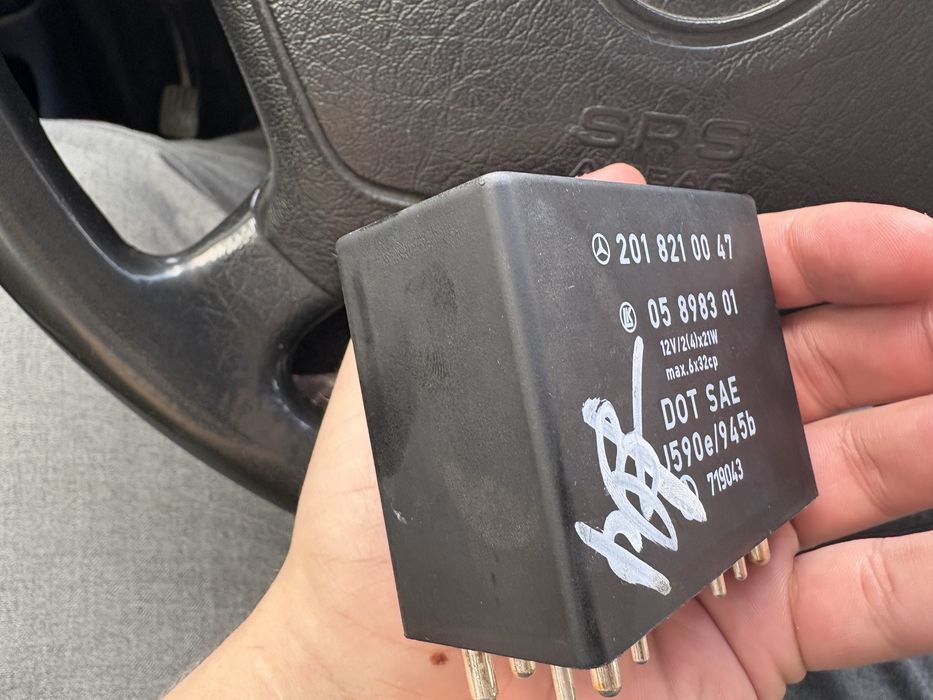 SRS
201 821 00 47
05 8983 01
12V/2(4)x21W
max.6x32cp
DOT SAE
J590e/945b
719043